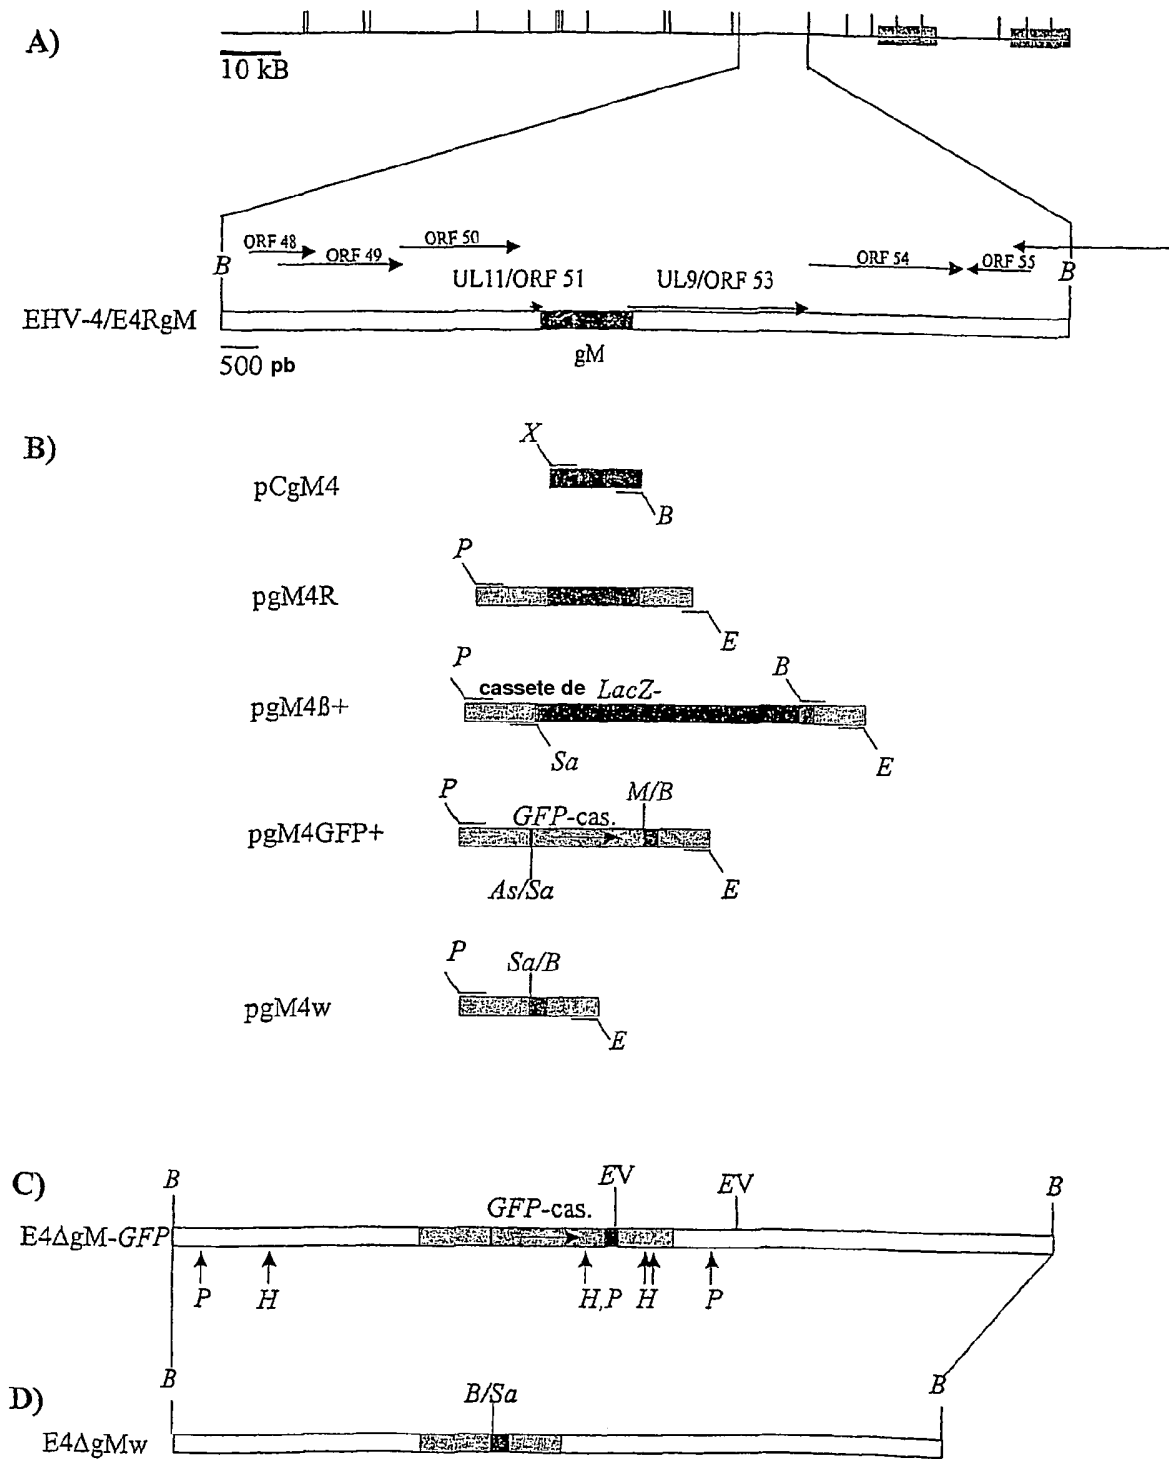 A)
10 kB
ORF 48
ORF 49
ORF 50
B
UL11/ORF 51
UL9/ORF 53
ORF 54
ORF 55
B
EHV-4/E4RgM
500 pb
gM
B)
X
pCgM4
B
P
pgM4R
E
P
B
cassete de LacZ-
pgM4ß+
Sa
E
P
M/B
GFP-cas.
pgM4GFP+
As/Sa
E
P
Sa/B
pgM4w
E
C)
B
EV
EV
B
GFP-cas.
E4ΔgM-GFP
P
H
H,P
H
P
B
B
D)
B/Sa
E4ΔgMw